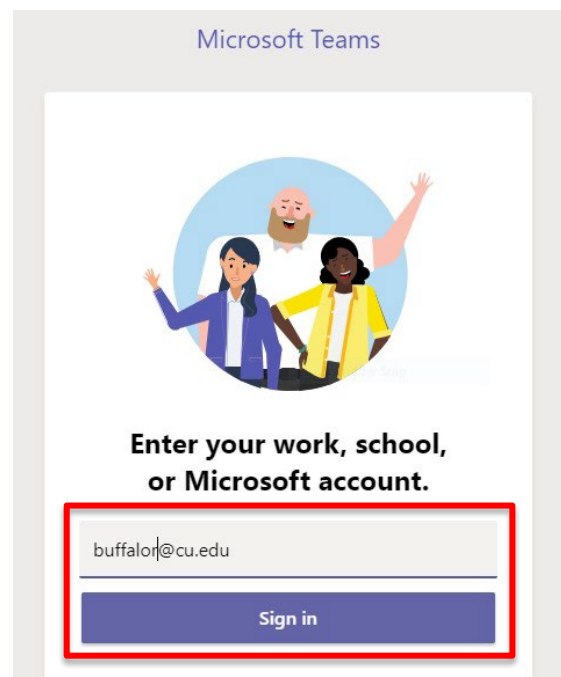 Microsoft Teams
Enter your work, school,
or Microsoft account.
buffalor@cu.edu
Sign in